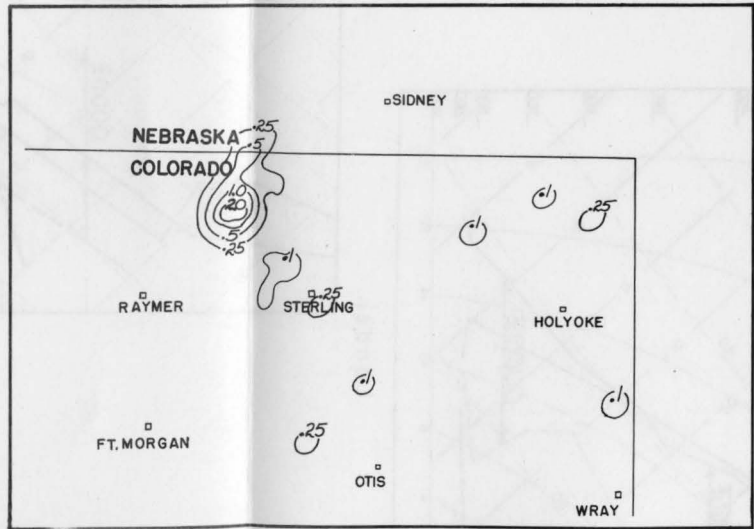 SIDNEY
.25
NEBRASKA
.5
COLORADO
1.0
2.0
.5
.25
.1
.1
.25
.1
RAYMER
STERLING
.25
HOLYOKE
.1
.1
FT. MORGAN
.25
OTIS
WRAY